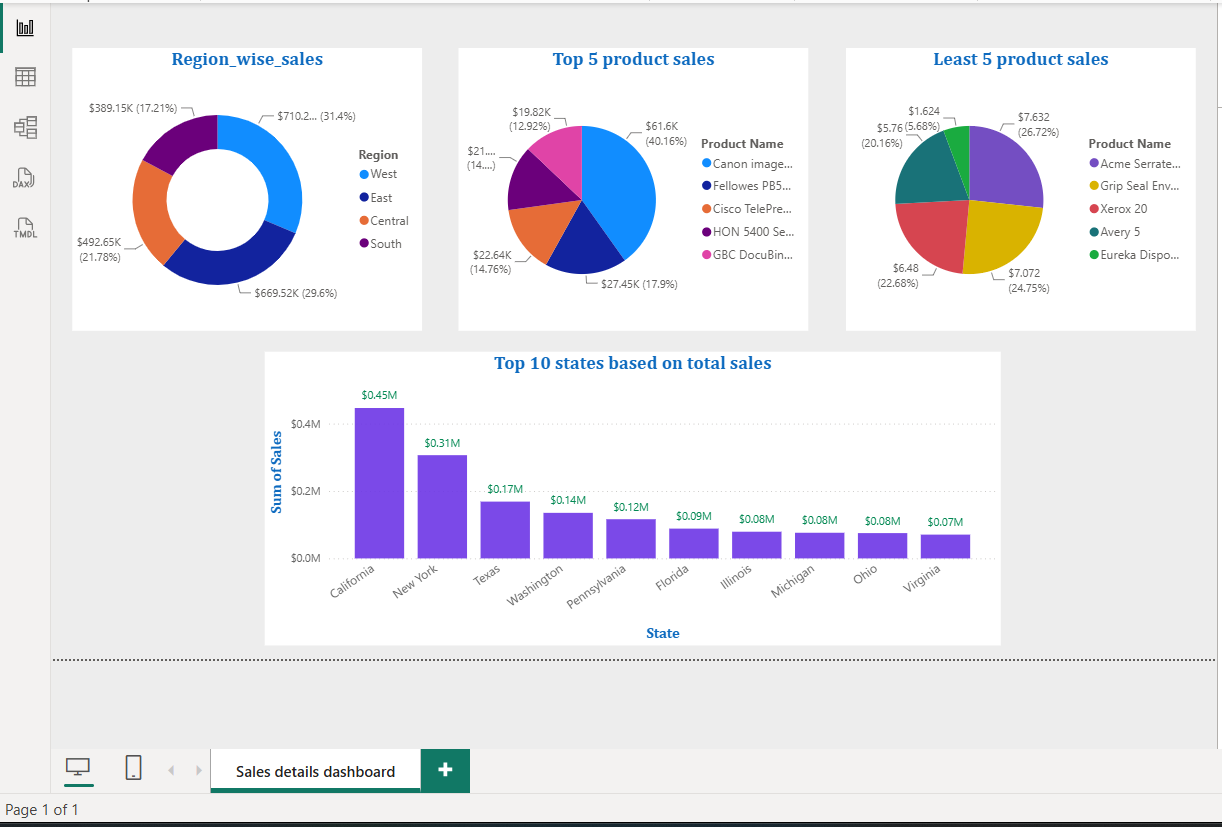 DAX
TMDL
Region_wise_sales
$389.15K (17.21%)
$710.2... (31.4%)
$492.65K
(21.78%)
$669.52K (29.6%)
Region
West
East
Central
South
Top 5 product sales
$19.82K
(12.92%)
$61.6K
(40.16%)
$21....
(14....)
$22.64K
(14.76%)
$27.45K (17.9%)
Product Name
Canon image...
Fellowes PB5...
Cisco TelePre...
HON 5400 Se...
GBC DocuBin...
Least 5 product sales
$1.624
(5.68%)
$7.632
(26.72%)
$5.76
(20.16%)
$6.48
(22.68%)
$7.072
(24.75%)
Product Name
Acme Serrate...
Grip Seal Env...
Xerox 20
Avery 5
Eureka Dispo...
Top 10 states based on total sales
Sum of Sales
$0.4M
$0.2M
$0.0M
$0.45M
$0.31M
$0.17M
$0.14M
$0.12M
$0.09M
$0.08M
$0.08M
$0.08M
$0.07M
California
New York
Texas
Washington
Pennsylvania
Florida
Illinois
Michigan
Ohio
Virginia
State
Sales details dashboard
+
Page 1 of 1